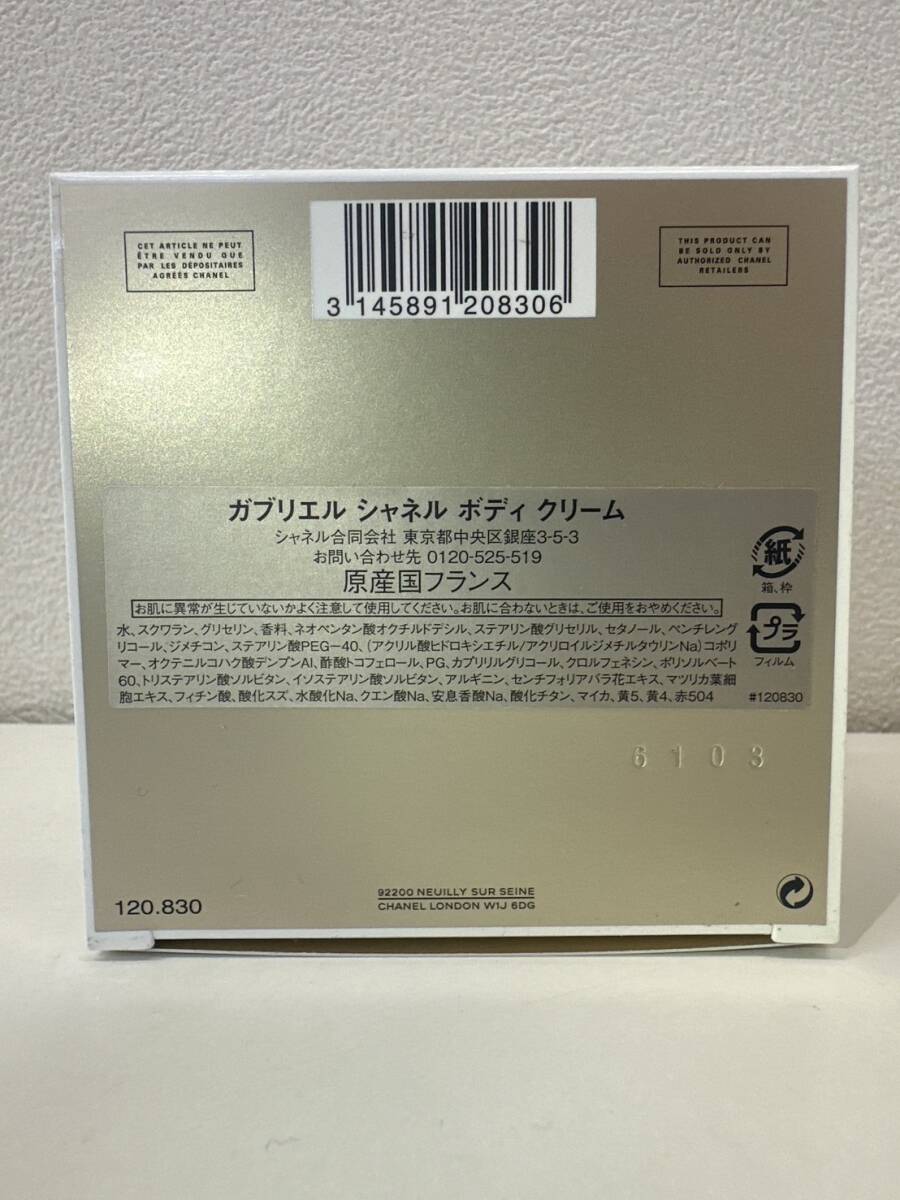 CET ARTICLE NE PEUT
ÊTRE VENDU QUE
PAR LES DÉPOSITAIRES
AGRÉÉS CHANEL
3 145891 208306
THIS PRODUCT CAN
BE SOLD ONLY BY
AUTHORIZED CHANEL
RETAILERS
ガブリエル シャネル ボディ クリーム
シャネル合同会社 東京都中央区銀座3-5-3
お問い合わせ先 0120-525-519
原産国フランス
お肌に異常が生じていないかよく注意して使用してください。お肌に合わないときは、ご使用をおやめください。
水、スクワラン、グリセリン、香料、ネオペンタン酸オクチルドデシル、ステアリン酸グリセリル、セタノール、ペンチレング
リコール、ジメチコン、ステアリン酸PEG-40、(アクリル酸ヒドロキシエチル/アクリロイルジメチルタウリンNa)コポリ
マー、オクテニルコハク酸デンプンAl、酢酸トコフェロール、PG、カプリリルグリコール、クロルフェネシン、ポリソルベート
60、トリステアリン酸ソルビタン、イソステアリン酸ソルビタン、アルギニン、センチフォリアバラ花エキス、マツリカ葉細
胞エキス、フィチン酸、酸化スズ、水酸化Na、クエン酸Na、安息香酸Na、酸化チタン、マイカ、黄5、黄4、赤504
紙
箱、枠
プラ
フィルム
#120830
6103
120.830
92200 NEUILLY SUR SEINE
CHANEL LONDON W1J 6DG